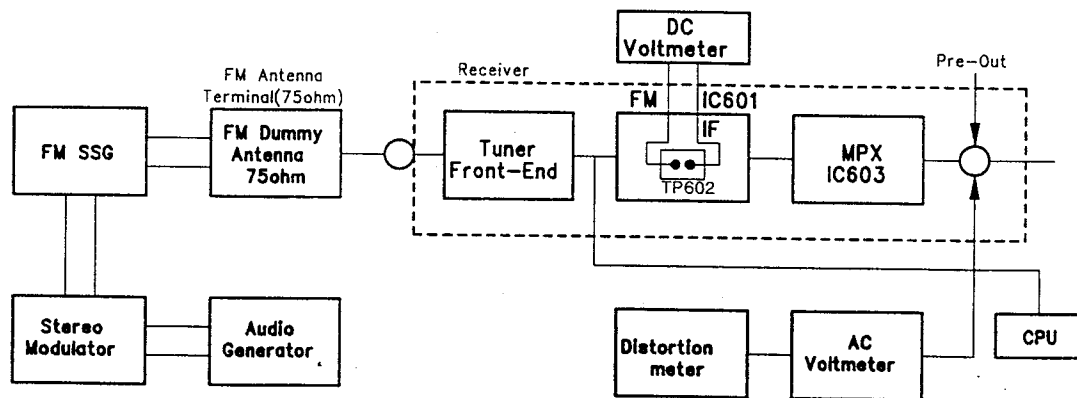 DC
Voltmeter
Pre-Out
Receiver
FM Antenna
Terminal(75ohm)
FM IC601
IF
FM SSG
FM Dummy
Antenna
75ohm
Tuner
Front-End
TP602
MPX
IC603
Stereo
Modulator
Audio
Generator
Distortion
meter
AC
Voltmeter
CPU